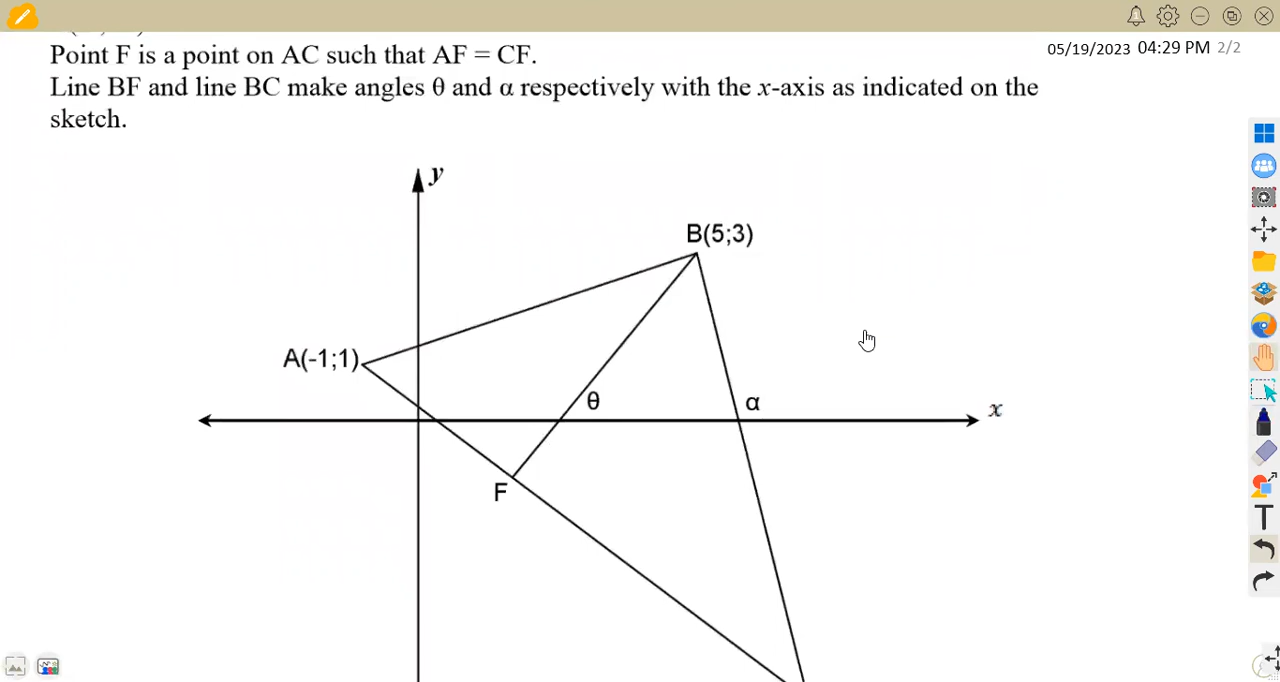 Point F is a point on AC such that AF = CF.
05/19/2023 04:29 PM 2/2
Line BF and line BC make angles θ and α respectively with the x-axis as indicated on the
sketch.
y
B(5;3)
A(-1;1)
θ
α
x
F
T